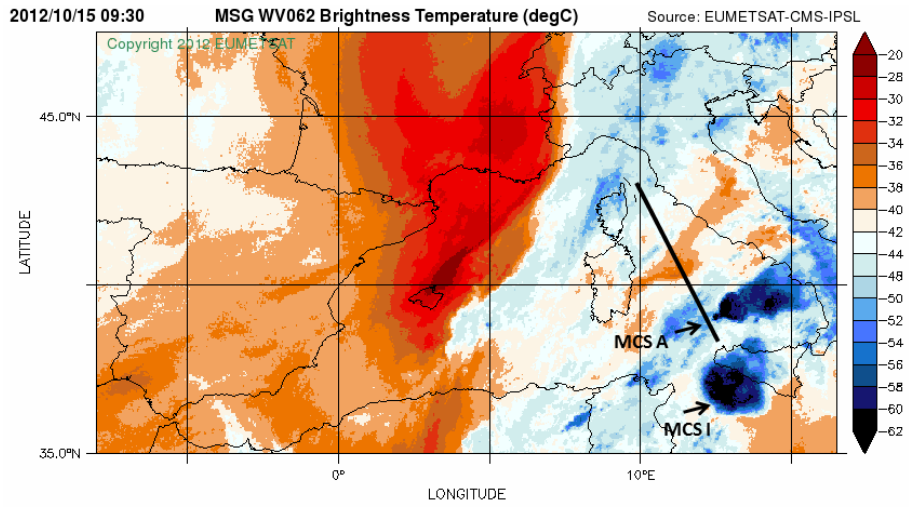 2012/10/15 09:30 MSG WV062 Brightness Temperature (degC) Source: EUMETSAT-CMS-IPSL
Copyright 2012 EUMETSAT
45.0°N
35.0°N
LATITUDE
0°
10°E
LONGITUDE
MCS A
MCS I
-20
-28
-30
-32
-34
-36
-38
-40
-42
-44
-48
-50
-52
-54
-56
-58
-60
-62